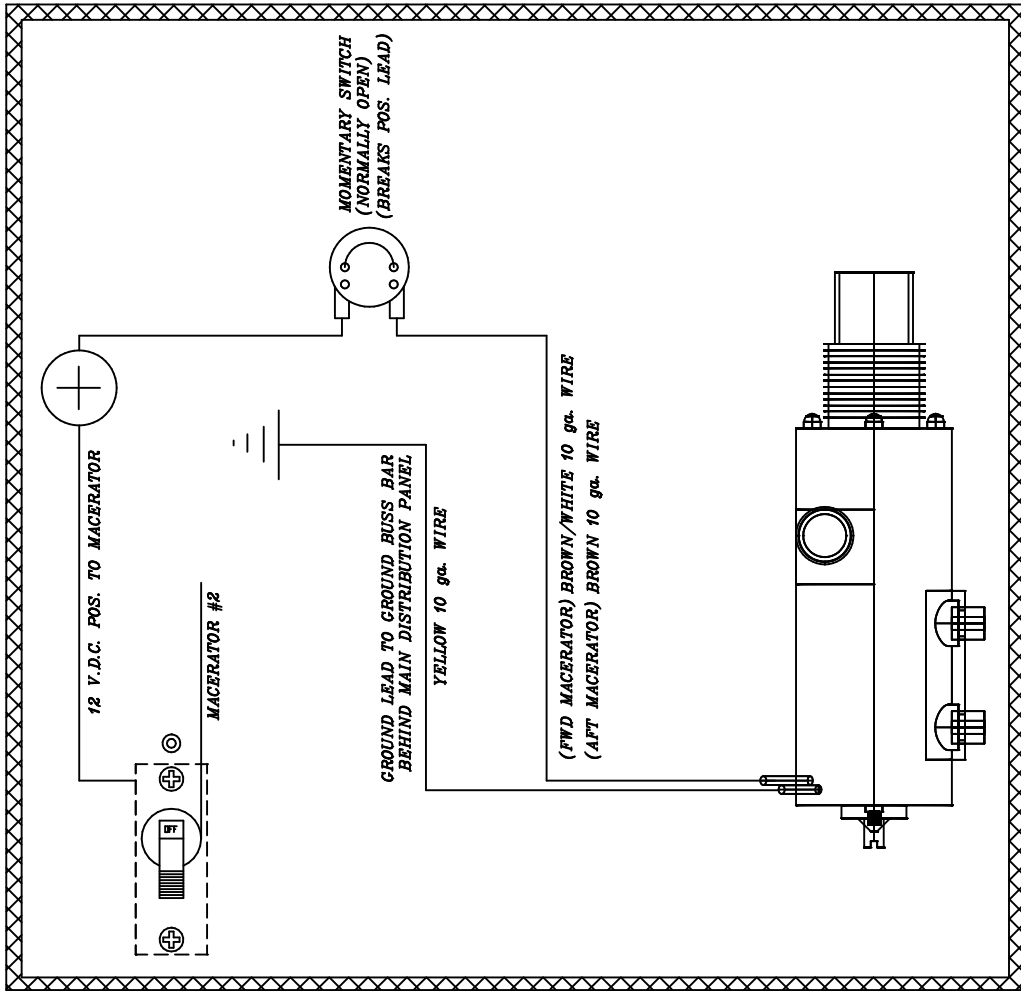 MOMENTARY SWITCH
(NORMALLY OPEN)
(BREAKS POS. LEAD)
12 V.D.C. POS. TO MACERATOR
MACERATOR #2
OFF
GROUND LEAD TO GROUND BUSS BAR
BEHIND MAIN DISTRIBUTION PANEL
YELLOW 10 ga. WIRE
(FWD MACERATOR) BROWN/WHITE 10 ga. WIRE
(AFT MACERATOR) BROWN 10 ga. WIRE